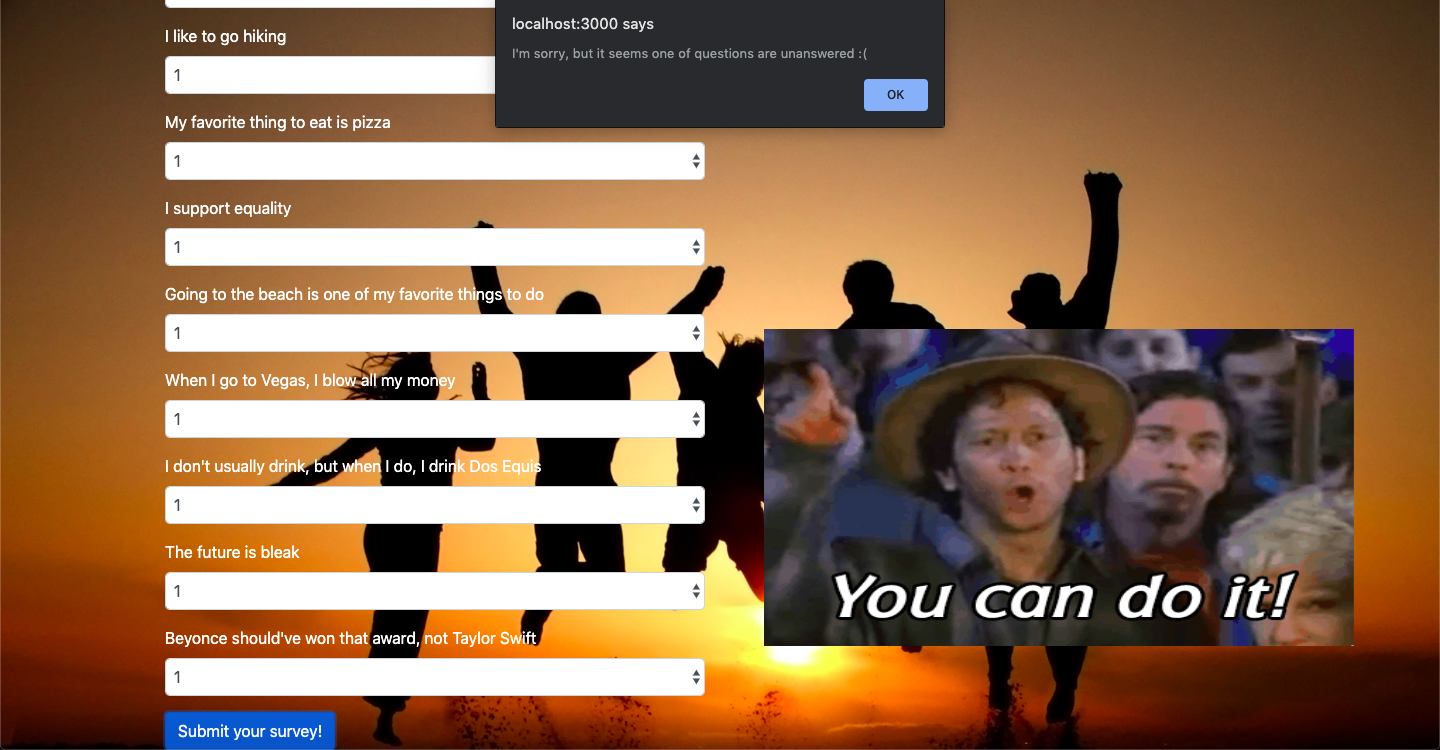 localhost:3000 says
I'm sorry, but it seems one of questions are unanswered :(
OK
I like to go hiking
1
My favorite thing to eat is pizza
1
I support equality
1
Going to the beach is one of my favorite things to do
1
When I go to Vegas, I blow all my money
1
I don't usually drink, but when I do, I drink Dos Equis
1
The future is bleak
1
Beyonce should've won that award, not Taylor Swift
1
Submit your survey!
You can do it!